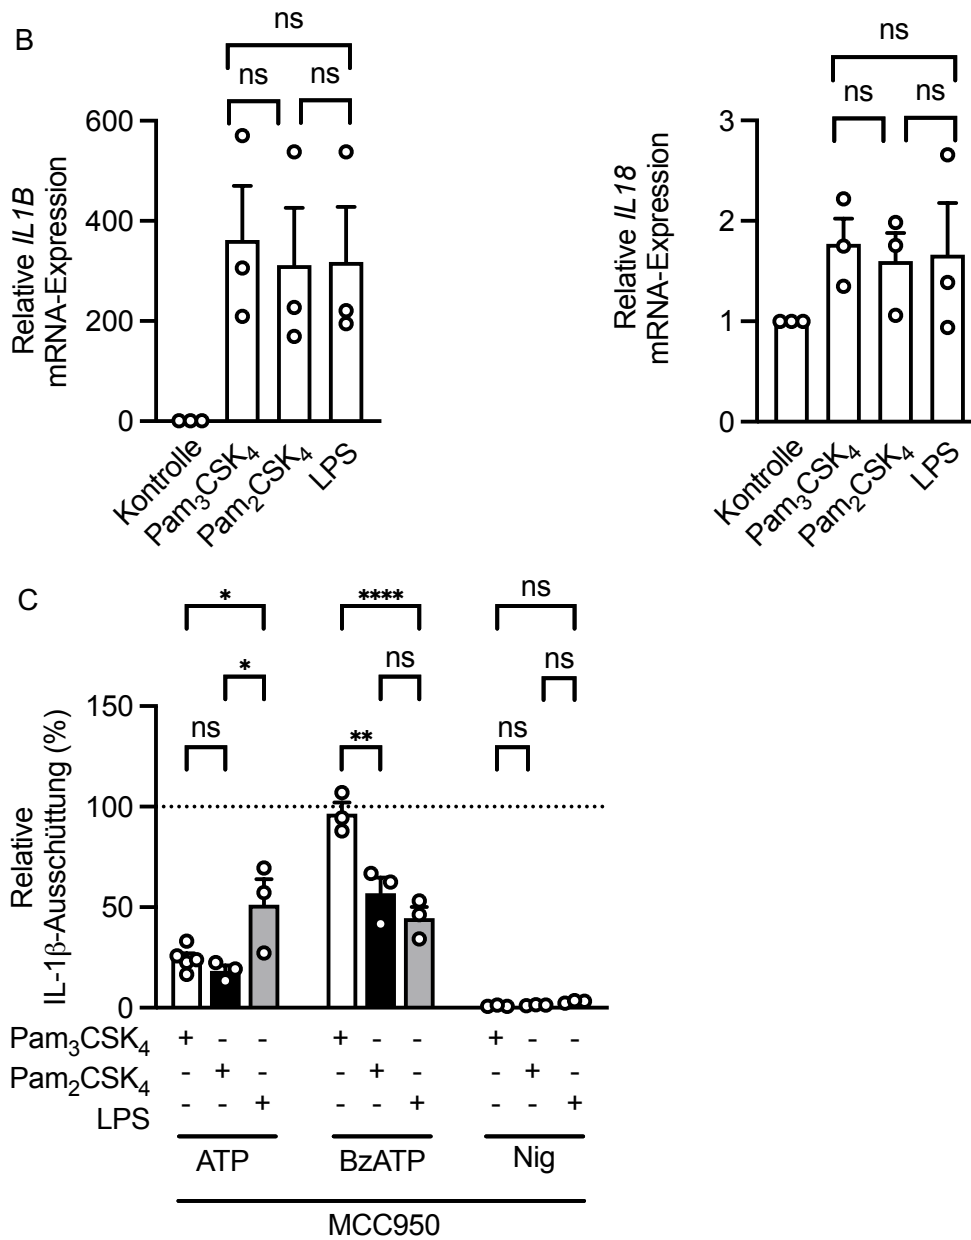 B
ns
ns ns
600
400
200
0
Relative IL1B
mRNA-Expression
Kontrolle
Pam₃CSK₄
Pam₂CSK₄
LPS
ns
ns ns
3
2
1
0
Relative IL18
mRNA-Expression
Kontrolle
Pam₃CSK₄
Pam₂CSK₄
LPS
C
* **** ns
* ns ns
ns ** ns
150
100
50
0
Relative
IL-1β-Ausschüttung (%)
Pam₃CSK₄ + - - + - - + - -
Pam₂CSK₄ - + - - + - - + -
LPS - - + - - + - - +
ATP BzATP Nig
MCC950